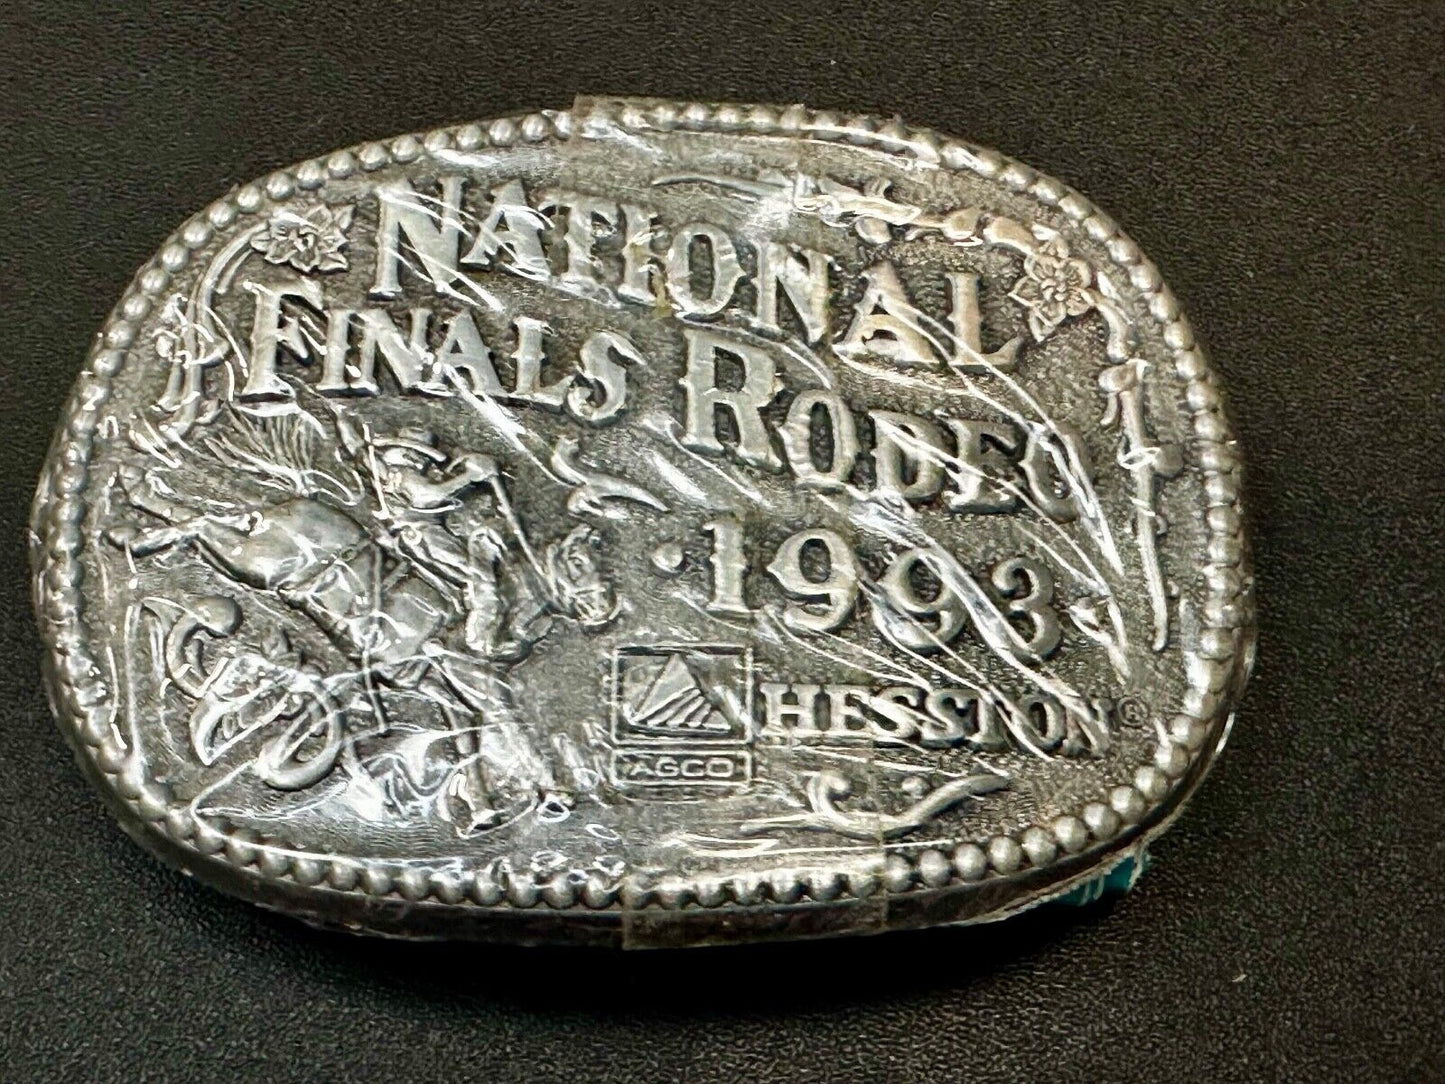 NATIONAL
FINALS RODEO
1993
HESSTON®
AGCO